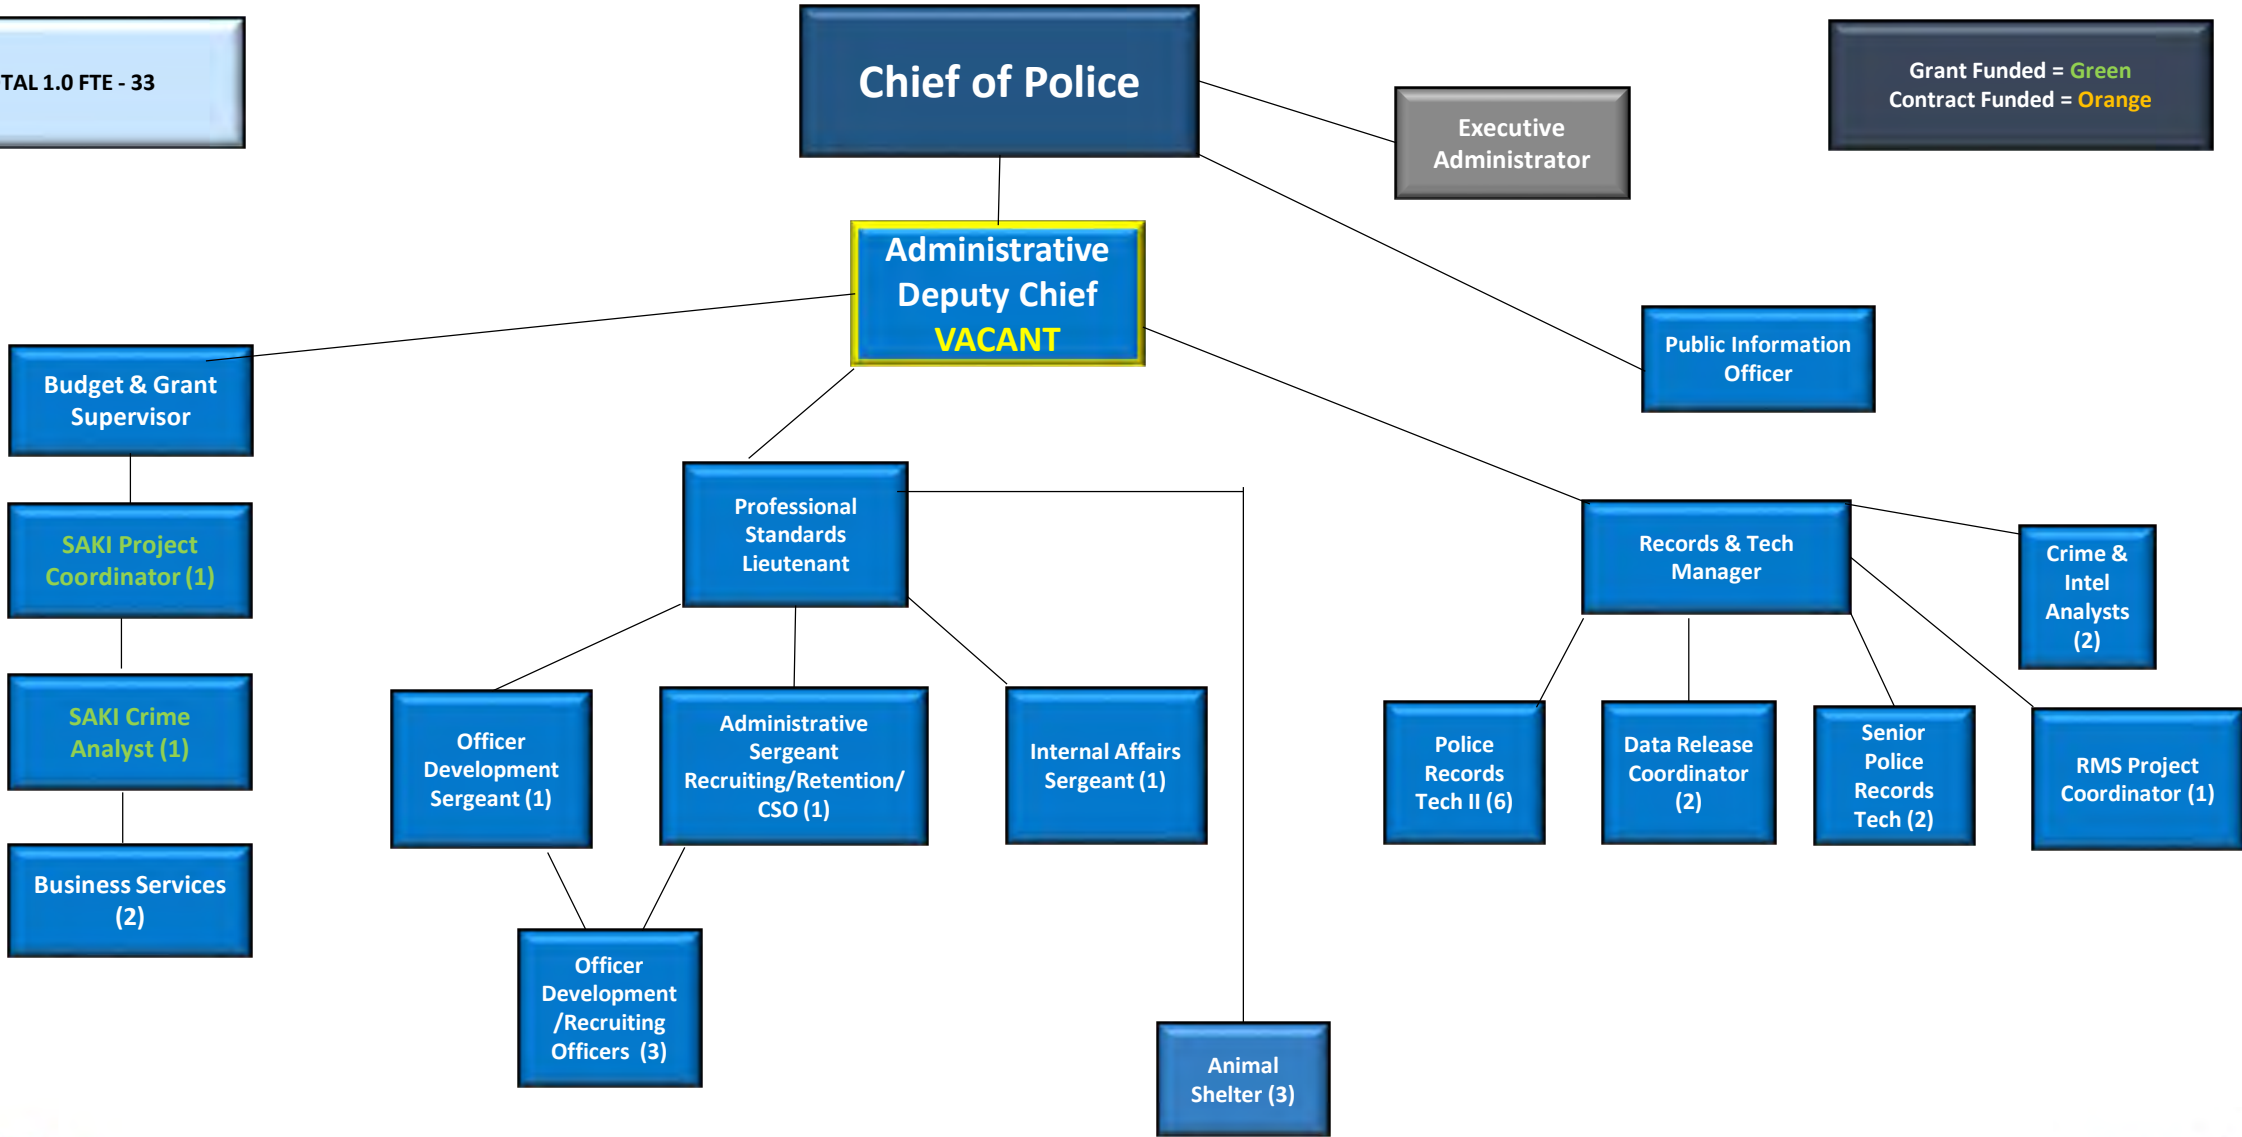 TAL 1.0 FTE - 33
Chief of Police
Grant Funded = Green
Contract Funded = Orange
Executive
Administrator
Administrative
Deputy Chief
VACANT
Public Information
Officer
Budget & Grant
Supervisor
SAKI Project
Coordinator (1)
SAKI Crime
Analyst (1)
Business Services
(2)
Professional
Standards
Lieutenant
Officer
Development
Sergeant (1)
Administrative
Sergeant
Recruiting/Retention/
CSO (1)
Internal Affairs
Sergeant (1)
Officer
Development
/Recruiting
Officers (3)
Animal
Shelter (3)
Records & Tech
Manager
Crime &
Intel
Analysts
(2)
Police
Records
Tech II (6)
Data Release
Coordinator
(2)
Senior
Police
Records
Tech (2)
RMS Project
Coordinator (1)